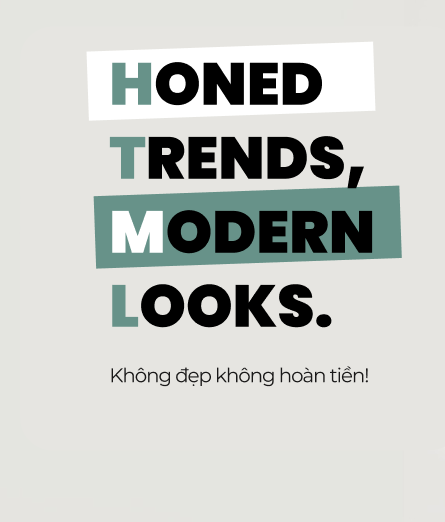 HONED
TRENDS,
MODERN
LOOKS.
Không đẹp không hoàn tiền!